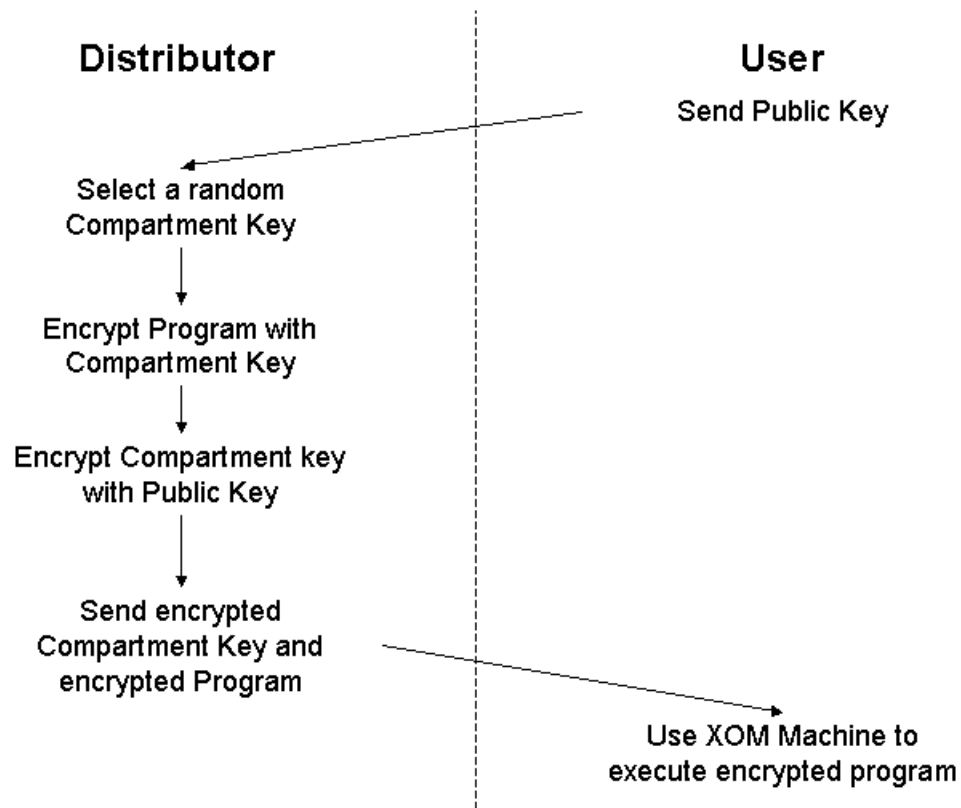 Distributor
User
Send Public Key
Select a random
Compartment Key
Encrypt Program with
Compartment Key
Encrypt Compartment key
with Public Key
Send encrypted
Compartment Key and
encrypted Program
Use XOM Machine to
execute encrypted program